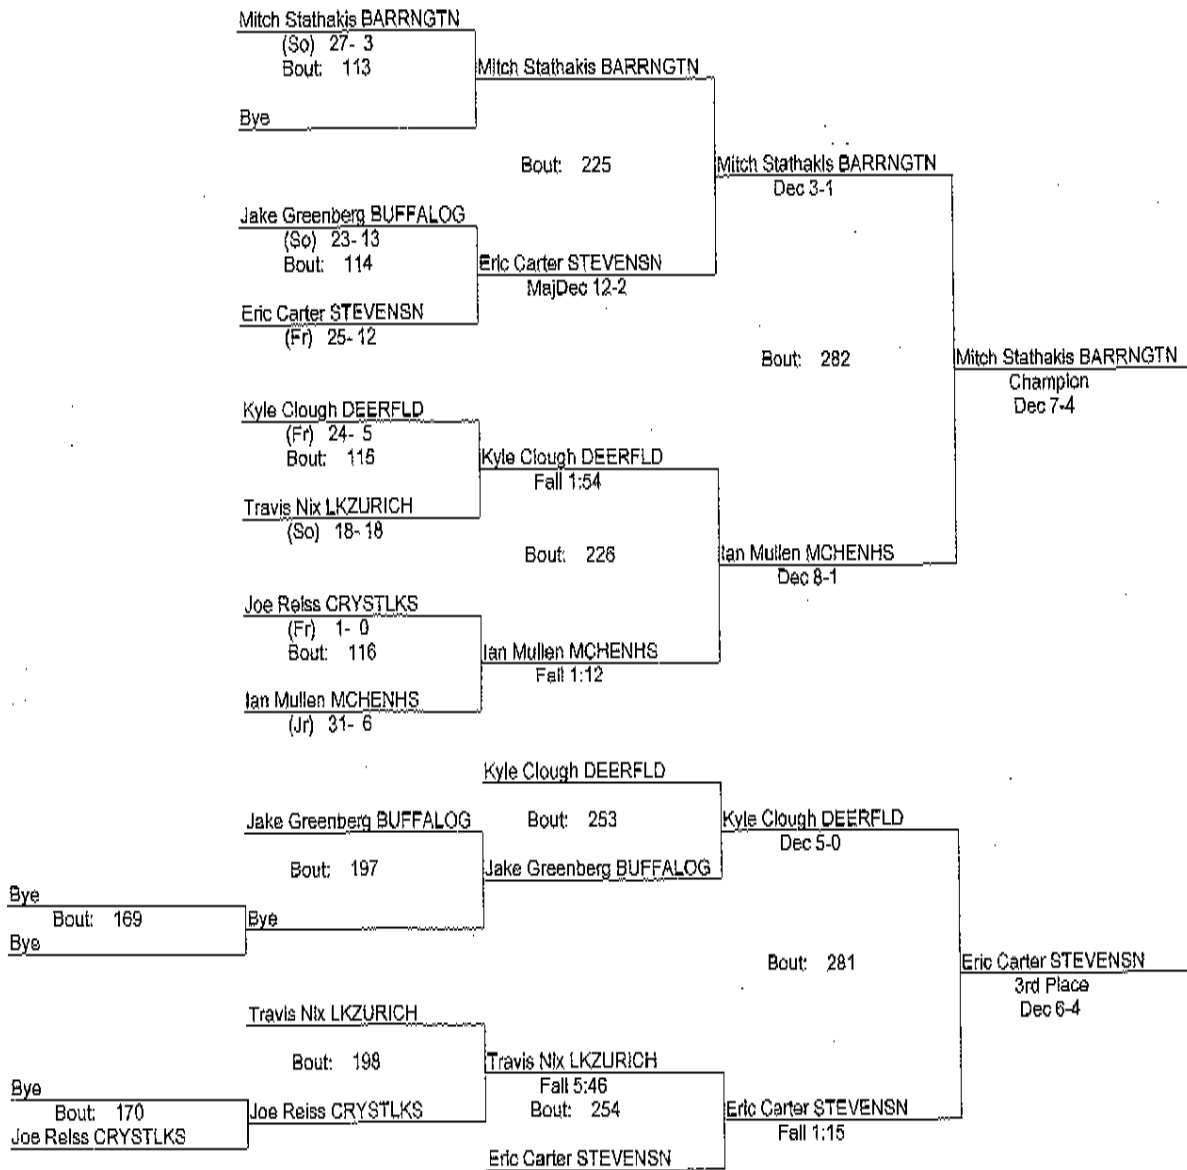 Mitch Stathakis BARRNGTN
(So) 27- 3
Bout: 113
Mitch Stathakis BARRNGTN
Bye
Bout: 225
Mitch Stathakis BARRNGTN
Dec 3-1
Jake Greenberg BUFFALOG
(So) 23- 13
Bout: 114
Eric Carter STEVENSN
MajDec 12-2
Eric Carter STEVENSN
(Fr) 25- 12
Bout: 282
Mitch Stathakis BARRNGTN
Champion
Dec 7-4
Kyle Clough DEERFLD
(Fr) 24- 5
Bout: 115
Kyle Clough DEERFLD
Fall 1:54
Travis Nix LKZURICH
(So) 18- 18
Bout: 226
Ian Mullen MCHENHS
Dec 8-1
Joe Reiss CRYSTLKS
(Fr) 1- 0
Bout: 116
Ian Mullen MCHENHS
Fall 1:12
Ian Mullen MCHENHS
(Jr) 31- 6
Kyle Clough DEERFLD
Jake Greenberg BUFFALOG
Bout: 253
Kyle Clough DEERFLD
Dec 5-0
Bout: 197
Jake Greenberg BUFFALOG
Bye
Bout: 169
Bye
Bye
Bout: 281
Eric Carter STEVENSN
3rd Place
Dec 6-4
Travis Nix LKZURICH
Bout: 198
Travis Nix LKZURICH
Fall 5:46
Bye
Bout: 170
Joe Reiss CRYSTLKS
Joe Reiss CRYSTLKS
Bout: 254
Eric Carter STEVENSN
Fall 1:15
Eric Carter STEVENSN